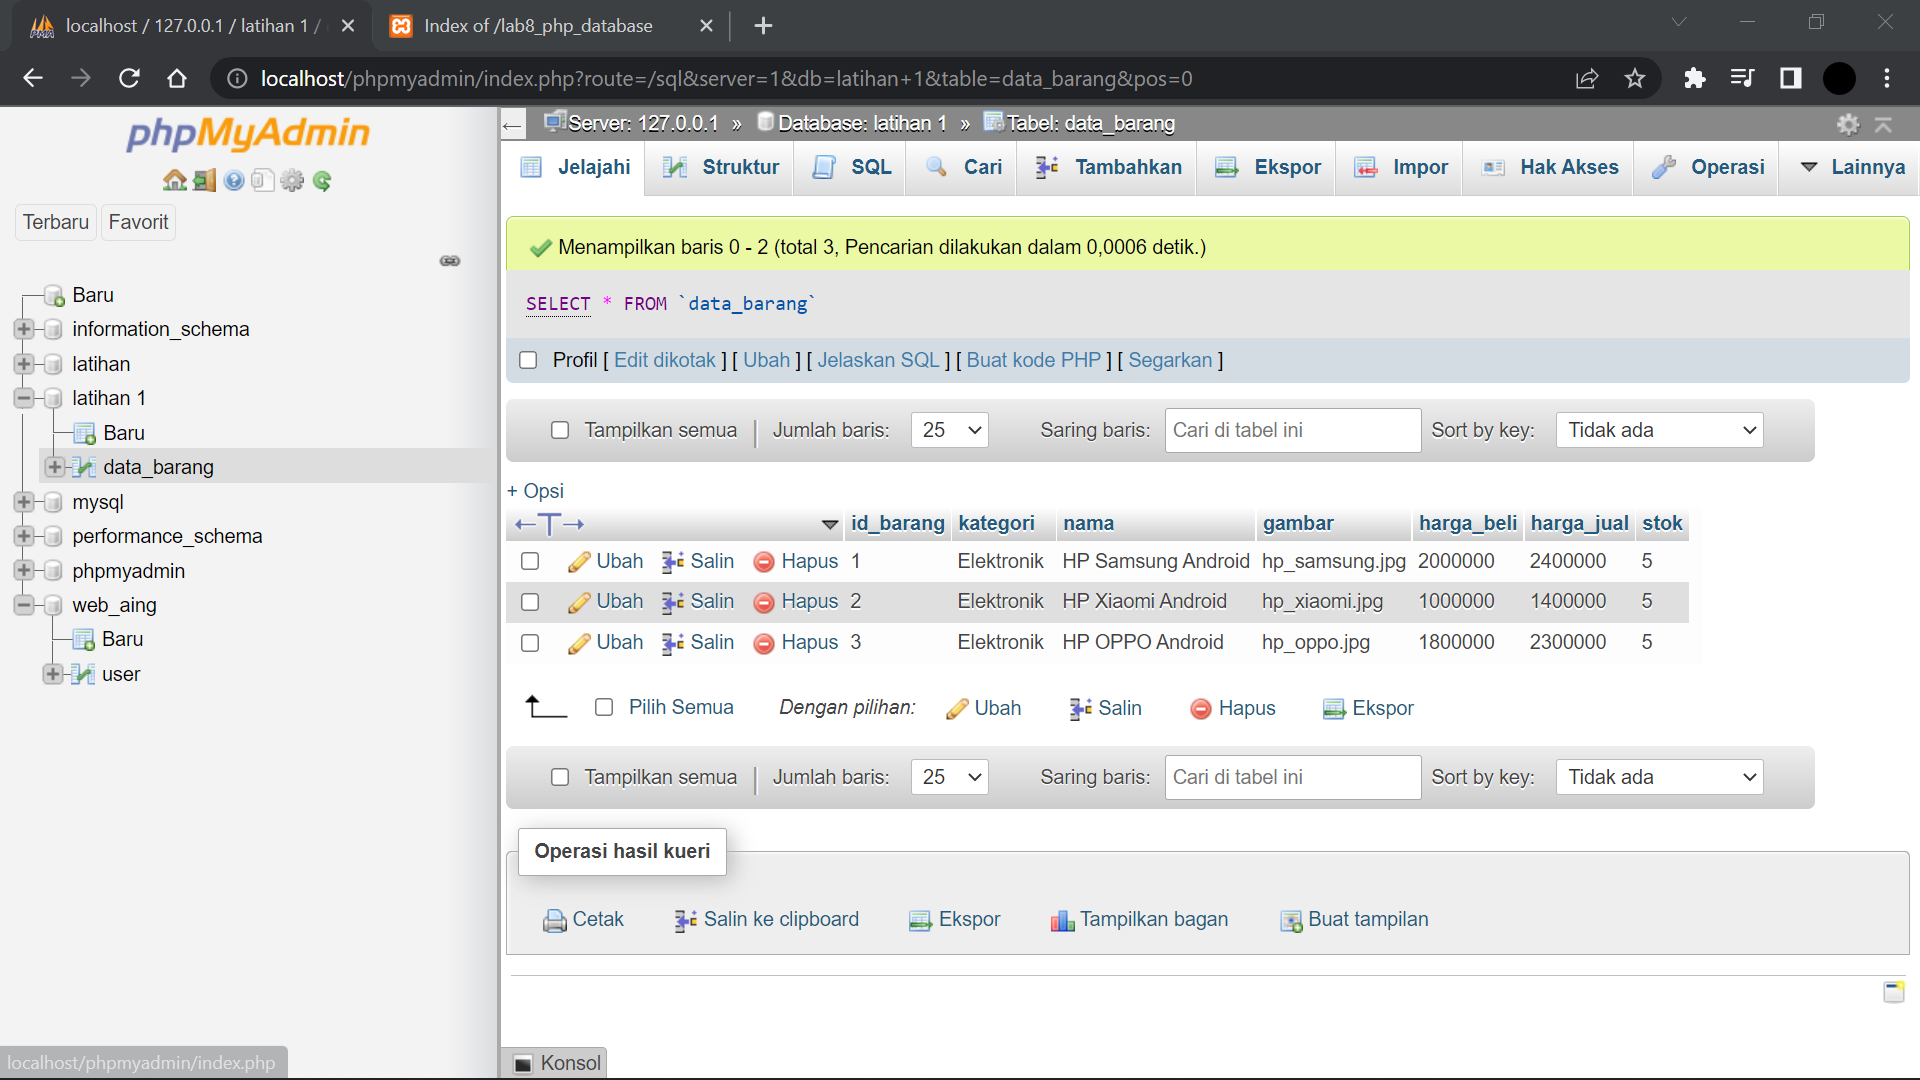 localhost / 127.0.0.1 / latihan 1 /
Index of /lab8_php_database
localhost/phpmyadmin/index.php?route=/sql&server=1&db=latihan+1&table=data_barang&pos=0
phpMyAdmin
Terbaru Favorit
Baru
information_schema
latihan
latihan 1
Baru
data_barang
mysql
performance_schema
phpmyadmin
web_aing
Baru
user
localhost/phpmyadmin/index.php
Server: 127.0.0.1 » Database: latihan 1 » Tabel: data_barang
Jelajahi Struktur SQL Cari Tambahkan Ekspor Impor Hak Akses Operasi Lainnya
Menampilkan baris 0 - 2 (total 3, Pencarian dilakukan dalam 0,0006 detik.)
SELECT * FROM `data_barang`
Profil [ Edit dikotak ] [ Ubah ] [ Jelaskan SQL ] [ Buat kode PHP ] [ Segarkan ]
Tampilkan semua | Jumlah baris: 25 Saring baris: Cari di tabel ini Sort by key: Tidak ada
+ Opsi
←T→ id_barang kategori nama gambar harga_beli harga_jual stok
Ubah Salin Hapus 1 Elektronik HP Samsung Android hp_samsung.jpg 2000000 2400000 5
Ubah Salin Hapus 2 Elektronik HP Xiaomi Android hp_xiaomi.jpg 1000000 1400000 5
Ubah Salin Hapus 3 Elektronik HP OPPO Android hp_oppo.jpg 1800000 2300000 5
Pilih Semua Dengan pilihan: Ubah Salin Hapus Ekspor
Tampilkan semua | Jumlah baris: 25 Saring baris: Cari di tabel ini Sort by key: Tidak ada
Operasi hasil kueri
Cetak Salin ke clipboard Ekspor Tampilkan bagan Buat tampilan
Konsol